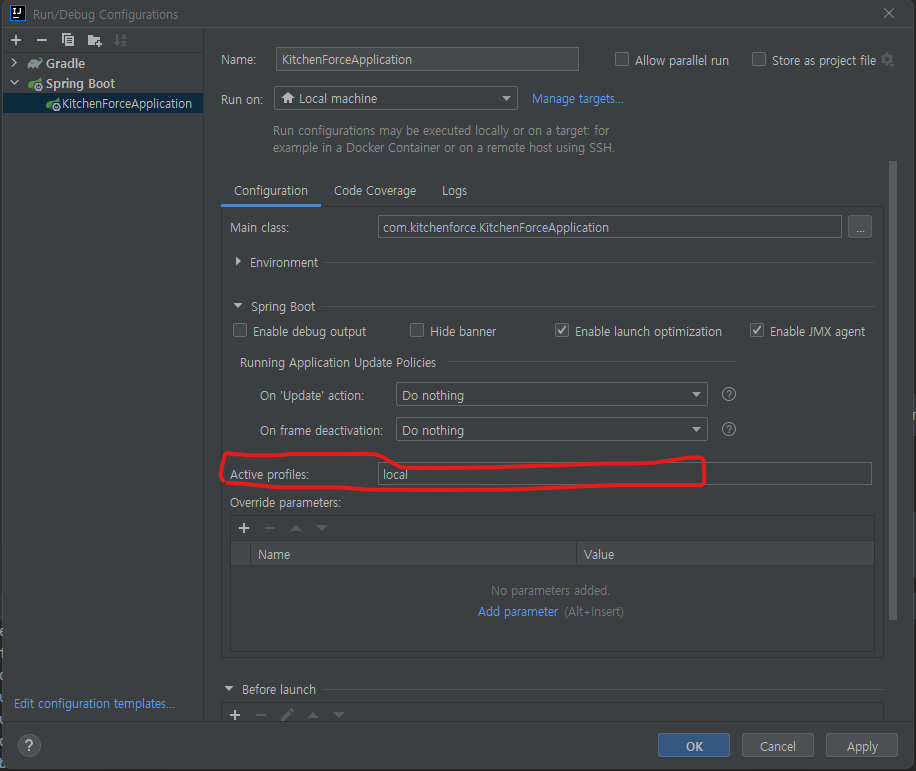 Run/Debug Configurations
Gradle
Spring Boot
KitchenForceApplication
Name: KitchenForceApplication Allow parallel run Store as project file
Run on: Local machine Manage targets...
Run configurations may be executed locally or on a target: for
example in a Docker Container or on a remote host using SSH.
Configuration Code Coverage Logs
Main class: com.kitchenforce.KitchenForceApplication ...
Environment
Spring Boot
Enable debug output Hide banner Enable launch optimization Enable JMX agent
Running Application Update Policies
On 'Update' action: Do nothing ?
On frame deactivation: Do nothing ?
Active profiles: local
Override parameters:
Name Value
No parameters added.
Add parameter (Alt+Insert)
Before launch
Edit configuration templates...
? OK Cancel Apply